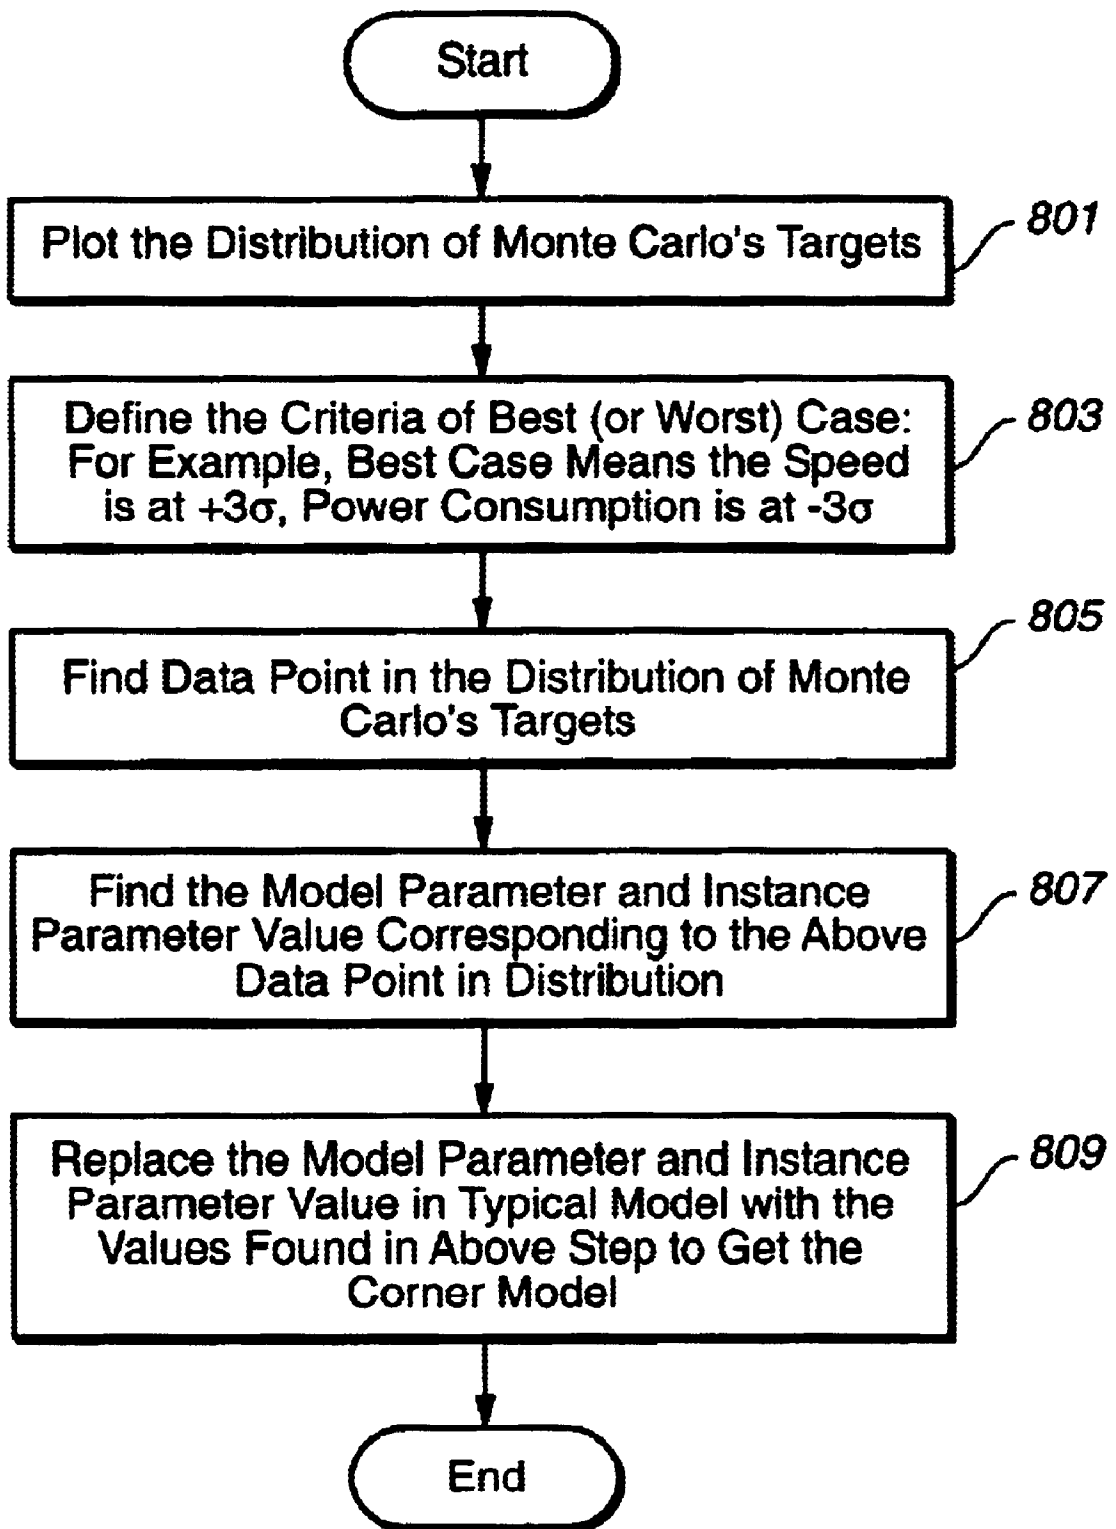 Start
Plot the Distribution of Monte Carlo's Targets
801
Define the Criteria of Best (or Worst) Case:
For Example, Best Case Means the Speed
is at +3σ, Power Consumption is at -3σ
803
Find Data Point in the Distribution of Monte
Carlo's Targets
805
Find the Model Parameter and Instance
Parameter Value Corresponding to the Above
Data Point in Distribution
807
Replace the Model Parameter and Instance
Parameter Value in Typical Model with the
Values Found in Above Step to Get the
Corner Model
809
End